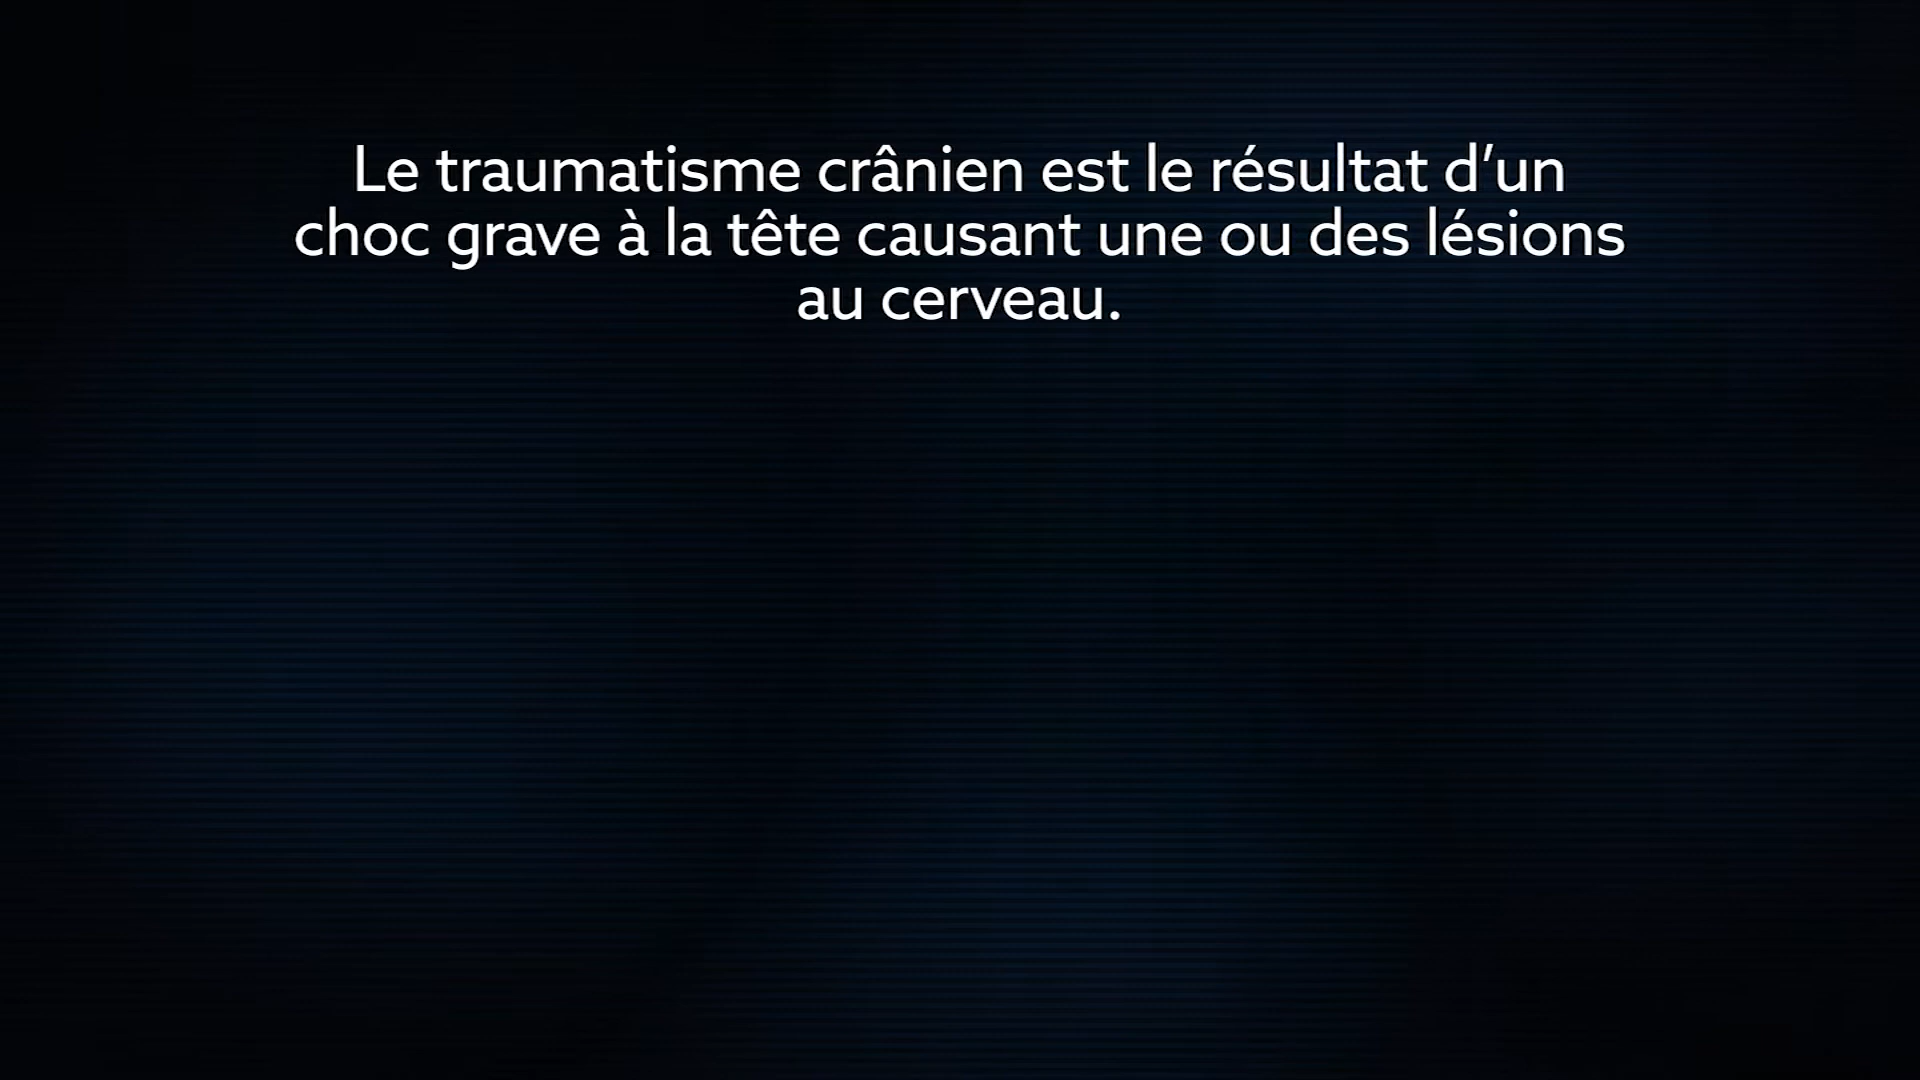 Le traumatisme crânien est le résultat d’un
choc grave à la tête causant une ou des lésions
au cerveau.